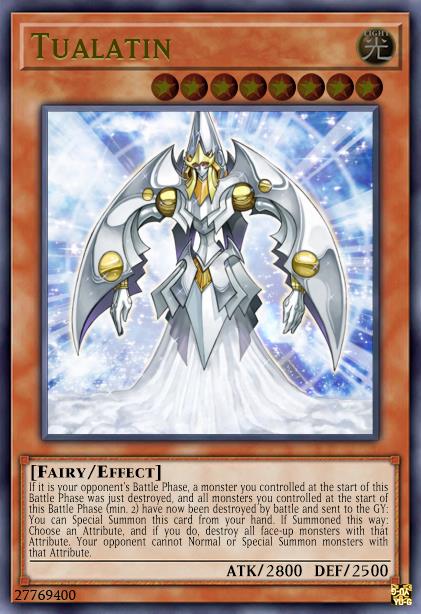 TUALATIN
LIGHT
光
[FAIRY/EFFECT]
If it is your opponent's Battle Phase, a monster you controlled at the start of this
Battle Phase was just destroyed, and all monsters you controlled at the start of
this Battle Phase (min. 2) have now been destroyed by battle and sent to the GY:
You can Special Summon this card from your hand. If Summoned this way:
Choose an Attribute, and if you do, destroy all face-up monsters with that
Attribute. Your opponent cannot Normal or Special Summon monsters with
that Attribute.
ATK/2800 DEF/2500
27769400